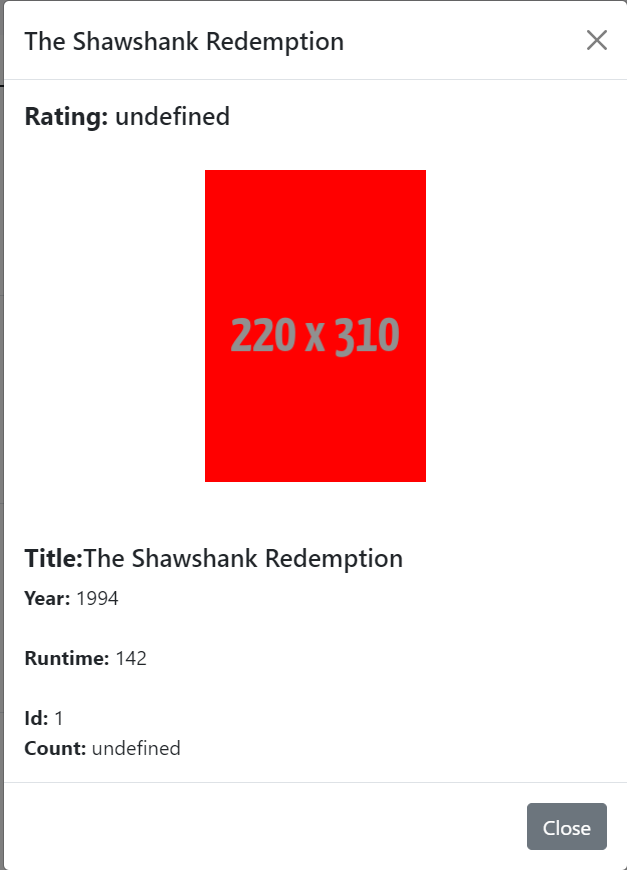 The Shawshank Redemption
Rating: undefined
220 x 310
Title:The Shawshank Redemption
Year: 1994
Runtime: 142
Id: 1
Count: undefined
Close